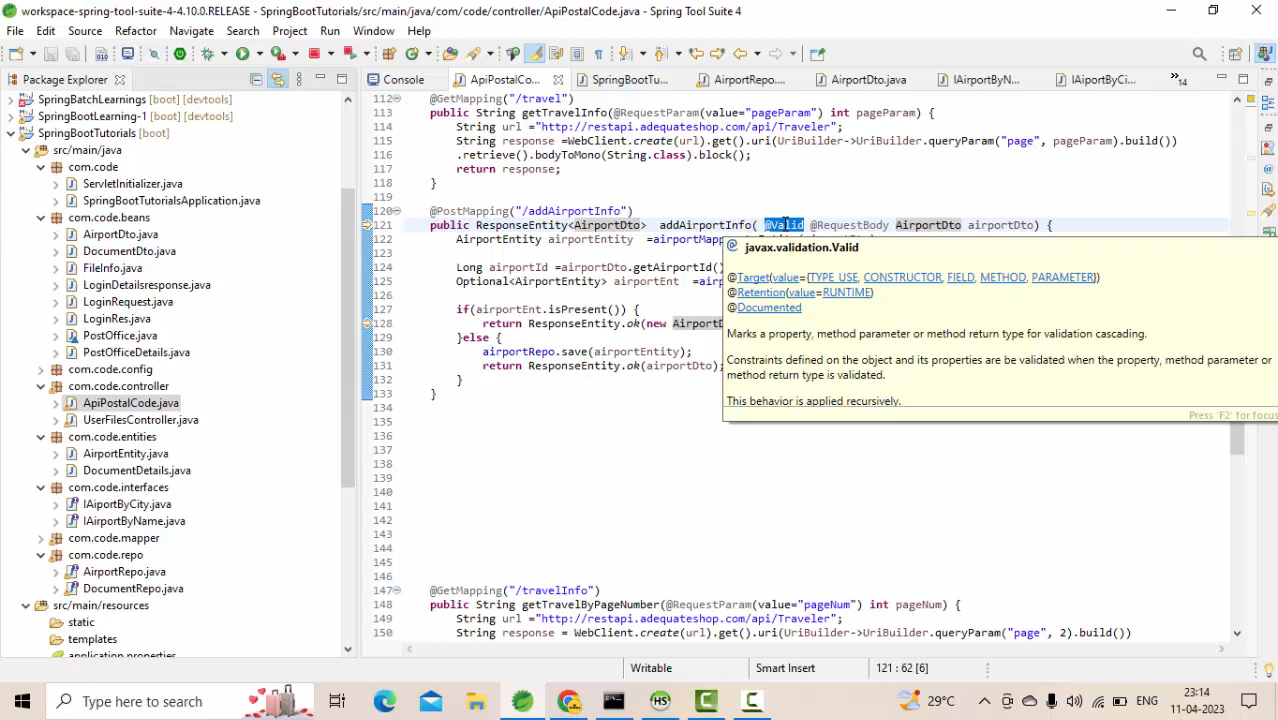 workspace-spring-tool-suite-4-4.10.0.RELEASE - SpringBootTutorials/src/main/java/com/code/controller/ApiPostalCode.java - Spring Tool Suite 4
File Edit Source Refactor Navigate Search Project Run Window Help
Package Explorer
Console ApiPostalCo... SpringBootTu... AirportRepo.... AirportDto.java IAirportByN... IAirportByCi... »14
SpringBatchLearnings [boot] [devtools]
SpringBootLearning-1 [boot] [devtools]
SpringBootTutorials [boot]
src/main/java
com.code
ServletInitializer.java
SpringBootTutorialsApplication.java
com.code.beans
AirportDto.java
DummyData.java
FileInfo.java
LoginDetailsresponse.java
LoginRequest.java
LoginRes.java
PostOffice.java
PostOfficeDetails.java
com.code.config
com.code.controller
ApiPostalCode.java
UserFilesController.java
com.code.entities
AirportEntity.java
DocumentDetails.java
com.code.interfaces
IAiportByCity.java
IAirportByName.java
com.code.mapper
com.code.repo
AirportRepo.java
DocumentRepo.java
src/main/resources
static
templates
application.properties
112 @GetMapping("/travel")
113 public String getTravelInfo(@RequestParam(value="pageParam") int pageParam) {
114 String url ="http://restapi.adequateshop.com/api/Traveler";
115 String response =WebClient.create(url).get().uri(UriBuilder->UriBuilder.queryParam("page", pageParam).build())
116 .retrieve().bodyToMono(String.class).block();
117 return response;
118 }
119
120 @PostMapping("/addAirportInfo")
121 public ResponseEntity<AirportDto> addAirportInfo( @Valid @RequestBody AirportDto airportDto) {
122 AirportEntity airportEntity =airportMapp
123
124 Long airportId =airportDto.getAirportId()
125 Optional<AirportEntity> airportEnt =airp
126
127 if(airportEnt.isPresent()) {
128 return ResponseEntity.ok(new AirportD
129 }else {
130 airportRepo.save(airportEntity);
131 return ResponseEntity.ok(airportDto);
132 }
133 }
134
135
136
137
138
139
140
141
142
143
144
145
146
147 @GetMapping("/travelInfo")
148 public String getTravelByPageNumber(@RequestParam(value="pageNum") int pageNum) {
149 String url ="http://restapi.adequateshop.com/api/Traveler";
150 String response = WebClient.create(url).get().uri(UriBuilder->UriBuilder.queryParam("page", 2).build())
@ javax.validation.Valid
@Target(value={TYPE_USE, CONSTRUCTOR, FIELD, METHOD, PARAMETER})
@Retention(value=RUNTIME)
@Documented
Marks a property, method parameter or method return type for validation cascading.
Constraints defined on the object and its properties are be validated when the property, method parameter or
method return type is validated.
This behavior is applied recursively.
Press 'F2' for focus
Writable Smart Insert 121 : 62 [6]
Type here to search
29°C ENG 23:14
11-04-2023